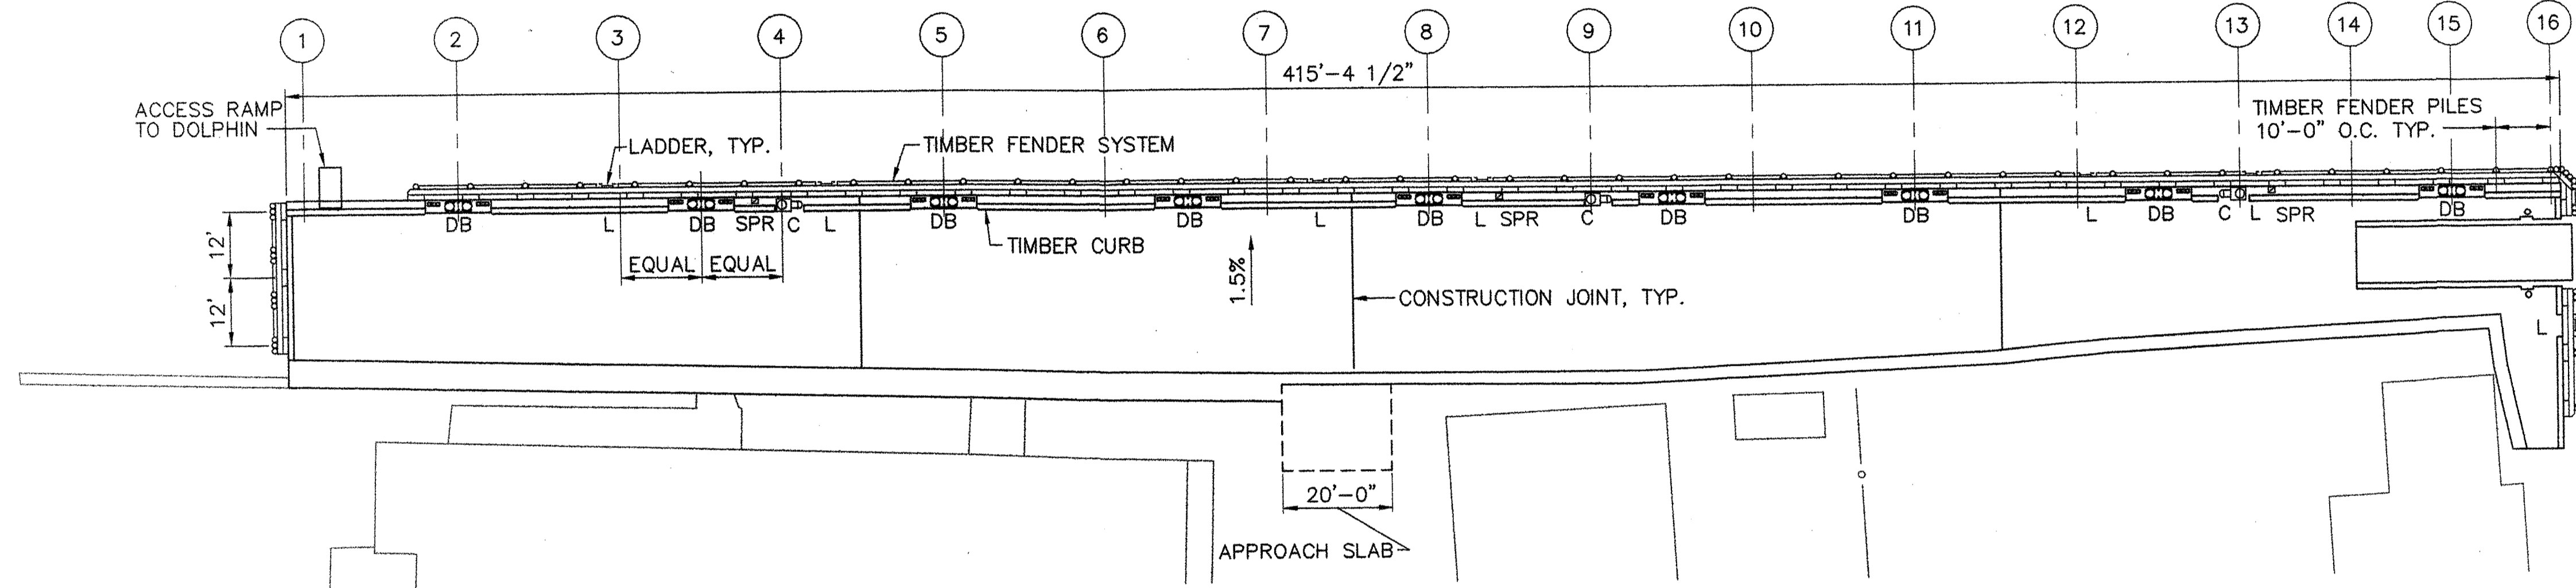 1 2 3 4 5 6 7 8 9 10 11 12 13 14 15 16
415'-4 1/2"
ACCESS RAMP
TO DOLPHIN
LADDER, TYP.
TIMBER FENDER SYSTEM
TIMBER FENDER PILES
10'-0" O.C. TYP.
DB L DB SPR C L DB DB L DB L SPR C DB DB L DB C L SPR DB
12'
12'
EQUAL EQUAL
TIMBER CURB
1.5%
CONSTRUCTION JOINT, TYP.
L
20'-0"
APPROACH SLAB